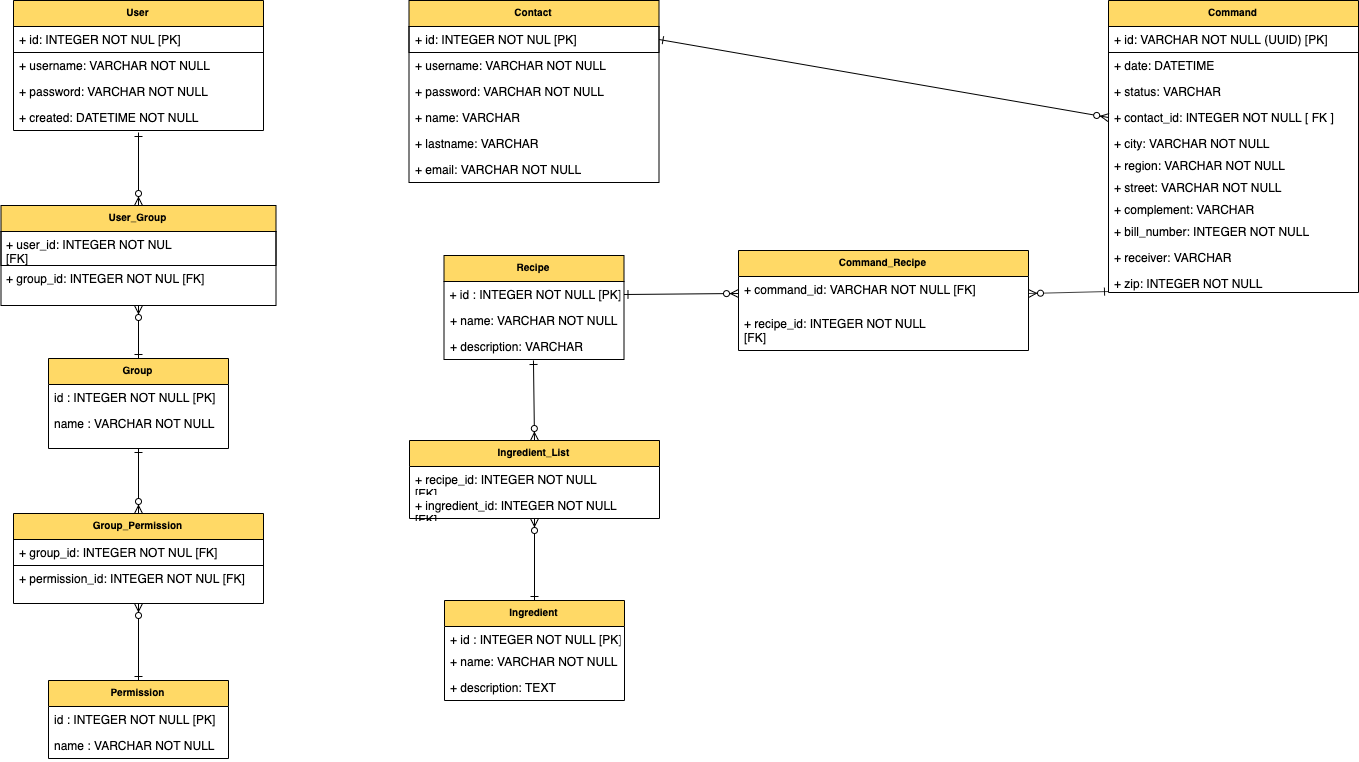 User
+ id: INTEGER NOT NUL [PK]
+ username: VARCHAR NOT NULL
+ password: VARCHAR NOT NULL
+ created: DATETIME NOT NULL
User_Group
+ user_id: INTEGER NOT NUL
[FK]
+ group_id: INTEGER NOT NUL [FK]
Group
id : INTEGER NOT NULL [PK]
name : VARCHAR NOT NULL
Group_Permission
+ group_id: INTEGER NOT NUL [FK]
+ permission_id: INTEGER NOT NUL [FK]
Permission
id : INTEGER NOT NULL [PK]
name : VARCHAR NOT NULL
Contact
+ id: INTEGER NOT NUL [PK]
+ username: VARCHAR NOT NULL
+ password: VARCHAR NOT NULL
+ name: VARCHAR
+ lastname: VARCHAR
+ email: VARCHAR NOT NULL
Recipe
+ id : INTEGER NOT NULL [PK]
+ name: VARCHAR NOT NULL
+ description: VARCHAR
Ingredient_List
+ recipe_id: INTEGER NOT NULL
[FK]
+ ingredient_id: INTEGER NOT NULL
[FK]
Ingredient
+ id : INTEGER NOT NULL [PK]
+ name: VARCHAR NOT NULL
+ description: TEXT
Command_Recipe
+ command_id: VARCHAR NOT NULL [FK]
+ recipe_id: INTEGER NOT NULL
[FK]
Command
+ id: VARCHAR NOT NULL (UUID) [PK]
+ date: DATETIME
+ status: VARCHAR
+ contact_id: INTEGER NOT NULL [ FK ]
+ city: VARCHAR NOT NULL
+ region: VARCHAR NOT NULL
+ street: VARCHAR NOT NULL
+ complement: VARCHAR
+ bill_number: INTEGER NOT NULL
+ receiver: VARCHAR
+ zip: INTEGER NOT NULL